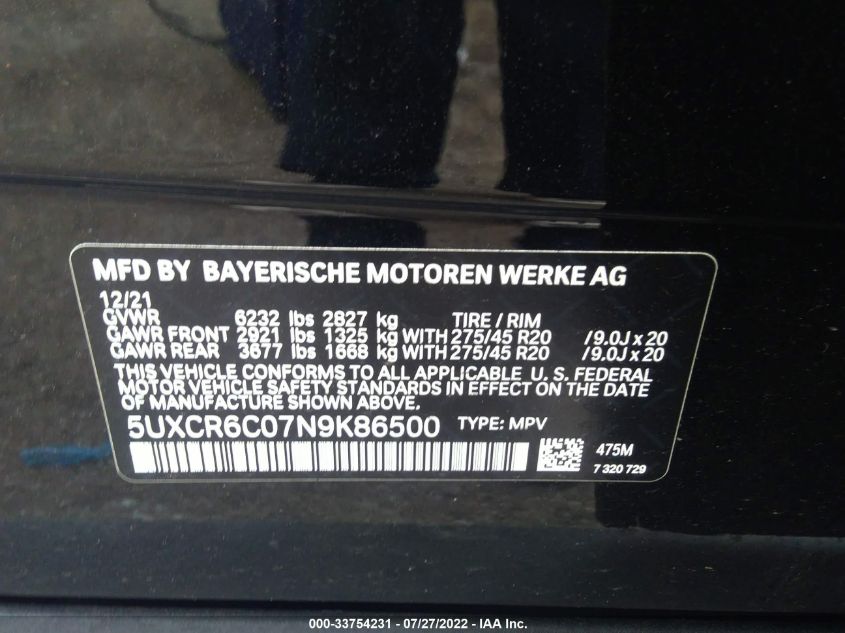 MFD BY BAYERISCHE MOTOREN WERKE AG
12/21
GVWR 6232 lbs 2827 kg TIRE / RIM
GAWR FRONT 2921 lbs 1325 kg WITH 275/45 R20 /9.0J x 20
GAWR REAR 3677 lbs 1668 kg WITH 275/45 R20 /9.0J x 20
THIS VEHICLE CONFORMS TO ALL APPLICABLE U. S. FEDERAL
MOTOR VEHICLE SAFETY STANDARDS IN EFFECT ON THE DATE
OF MANUFACTURE SHOWN ABOVE.
5UXCR6C07N9K86500 TYPE: MPV
475M
7 320 729
000-33754231 - 07/27/2022 - IAA Inc.